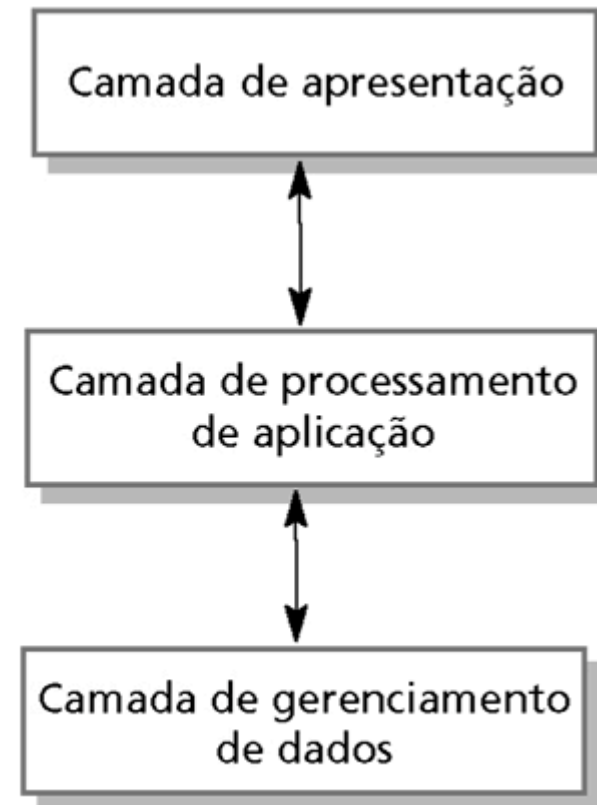 Camada de apresentação
Camada de processamento
de aplicação
Camada de gerenciamento
de dados